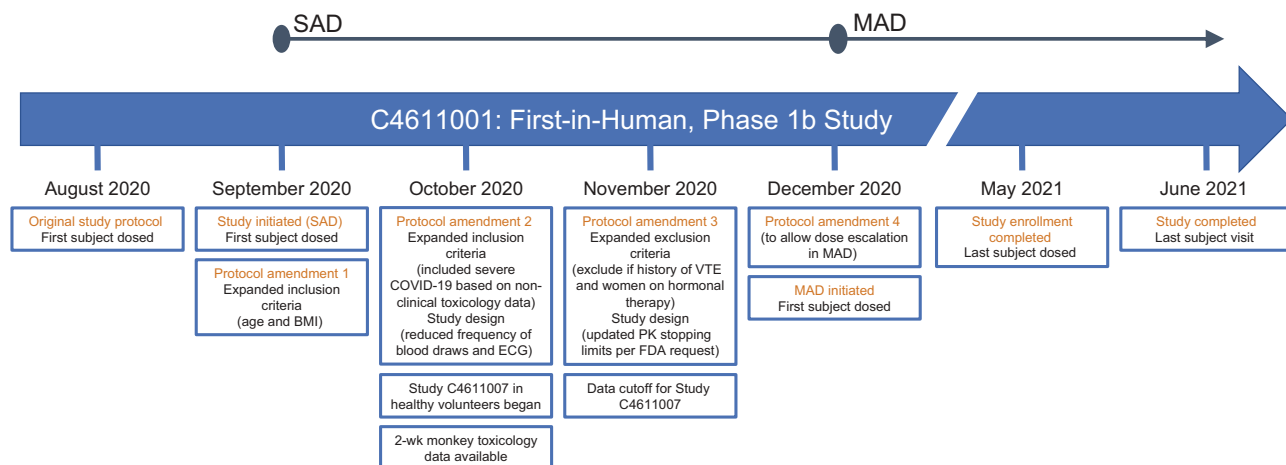 SAD
MAD
C4611001: First-in-Human, Phase 1b Study
August 2020
Original study protocol
First subject dosed
September 2020
Study initiated (SAD)
First subject dosed
Protocol amendment 1
Expanded inclusion
criteria
(age and BMI)
October 2020
Protocol amendment 2
Expanded inclusion
criteria
(included severe
COVID-19 based on non-
clinical toxicology data)
Study design
(reduced frequency of
blood draws and ECG)
Study C4611007 in
healthy volunteers began
2-wk monkey toxicology
data available
November 2020
Protocol amendment 3
Expanded exclusion
criteria
(exclude if history of VTE
and women on hormonal
therapy)
Study design
(updated PK stopping
limits per FDA request)
Data cutoff for Study
C4611007
December 2020
Protocol amendment 4
(to allow dose escalation
in MAD)
MAD initiated
First subject dosed
May 2021
Study enrollment
completed
Last subject dosed
June 2021
Study completed
Last subject visit